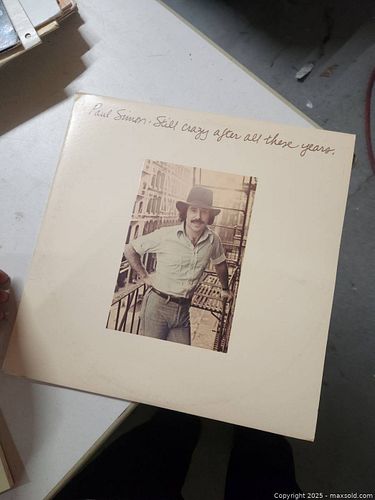 Paul Simon · Still crazy after all these years.
Copyright 2025 - maxsold.com